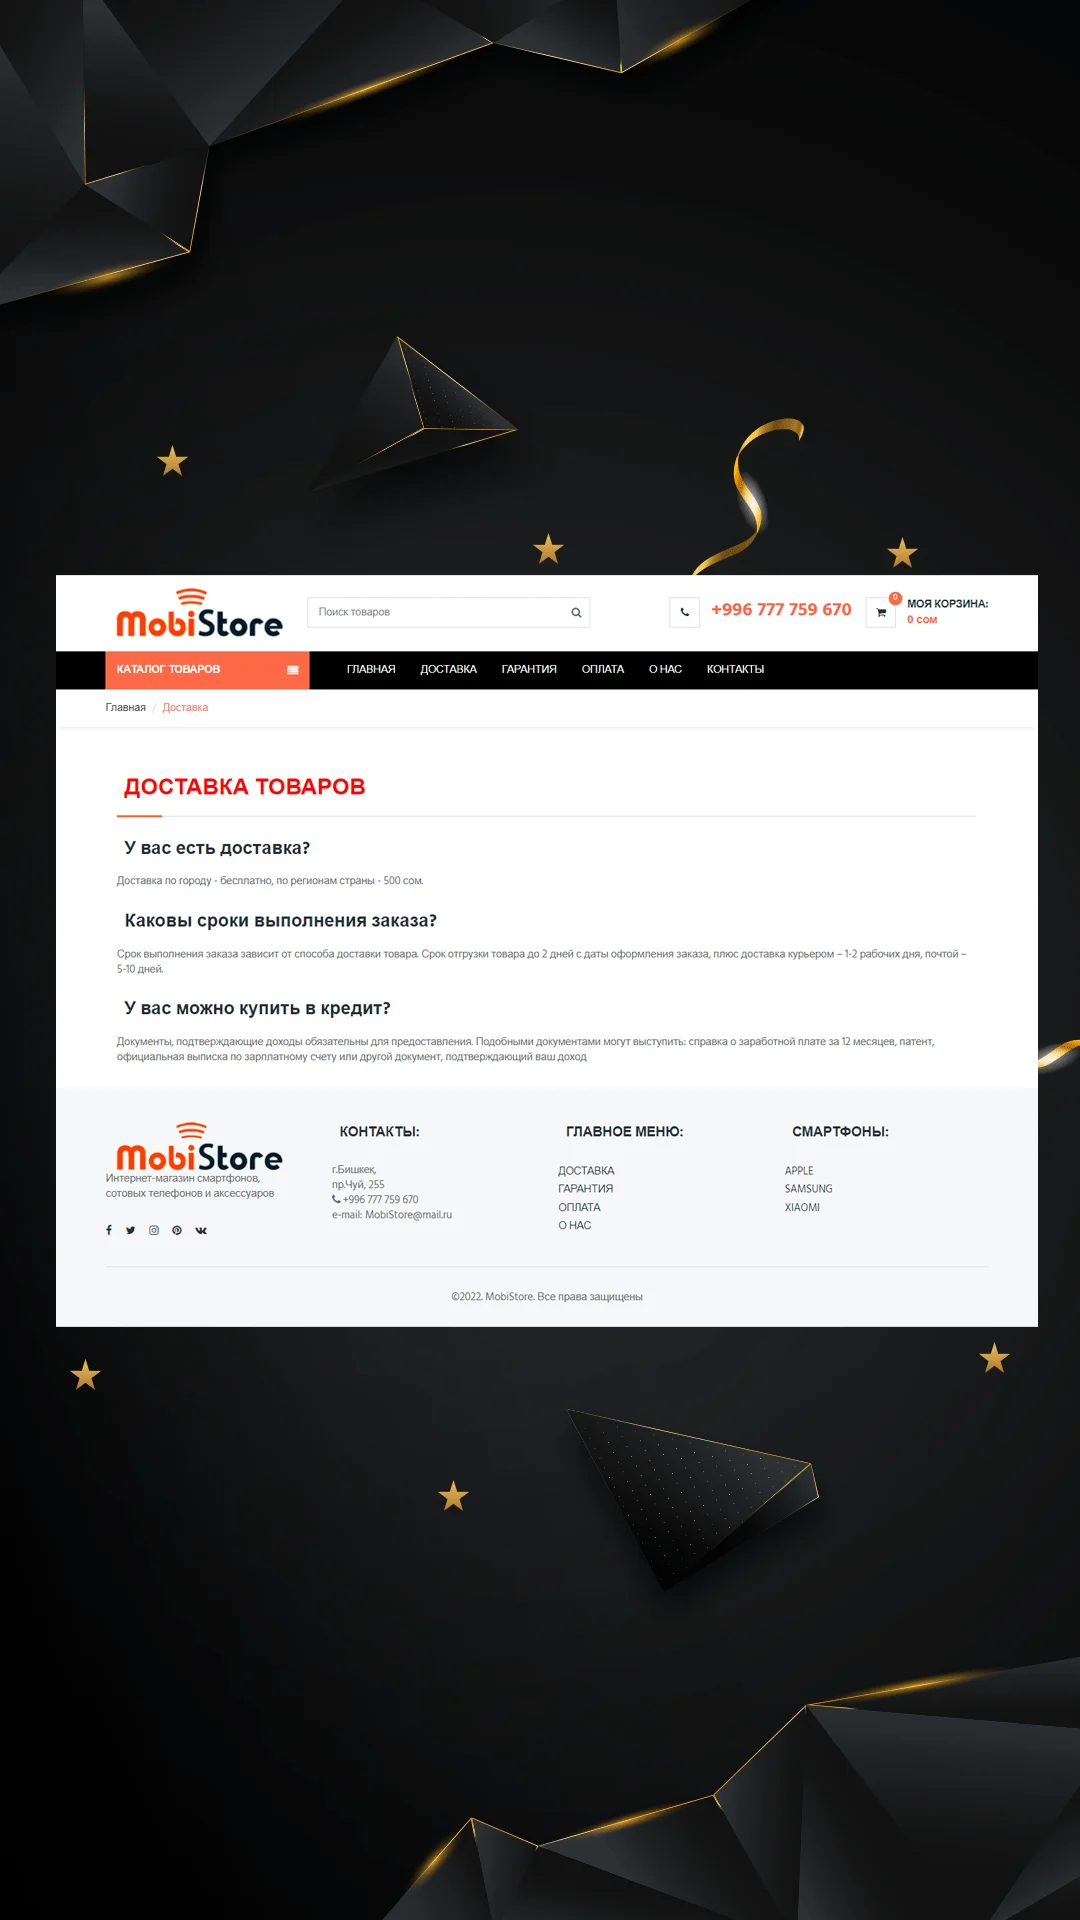 MobiStore
Поиск товаров
+996 777 759 670
0
МОЯ КОРЗИНА:
0 сом
КАТАЛОГ ТОВАРОВ
ГЛАВНАЯ ДОСТАВКА ГАРАНТИЯ ОПЛАТА О НАС КОНТАКТЫ
Главная / Доставка
ДОСТАВКА ТОВАРОВ
У вас есть доставка?
Доставка по городу - бесплатно, по регионам страны - 500 сом.
Каковы сроки выполнения заказа?
Срок выполнения заказа зависит от способа доставки товара. Срок отгрузки товара до 2 дней с даты оформления заказа, плюс доставка курьером – 1-2 рабочих дня, почтой –
5-10 дней.
У вас можно купить в кредит?
Документы, подтверждающие доходы обязательны для предоставления. Подобными документами могут выступить: справка о заработной плате за 12 месяцев, патент,
официальная выписка по зарплатному счету или другой документ, подтверждающий ваш доход
MobiStore
Интернет-магазин смартфонов,
сотовых телефонов и аксессуаров
КОНТАКТЫ:
г.Бишкек,
пр.Чуй, 255
+996 777 759 670
e-mail: MobiStore@mail.ru
ГЛАВНОЕ МЕНЮ:
ДОСТАВКА
ГАРАНТИЯ
ОПЛАТА
О НАС
СМАРТФОНЫ:
APPLE
SAMSUNG
XIAOMI
©2022. MobiStore. Все права защищены